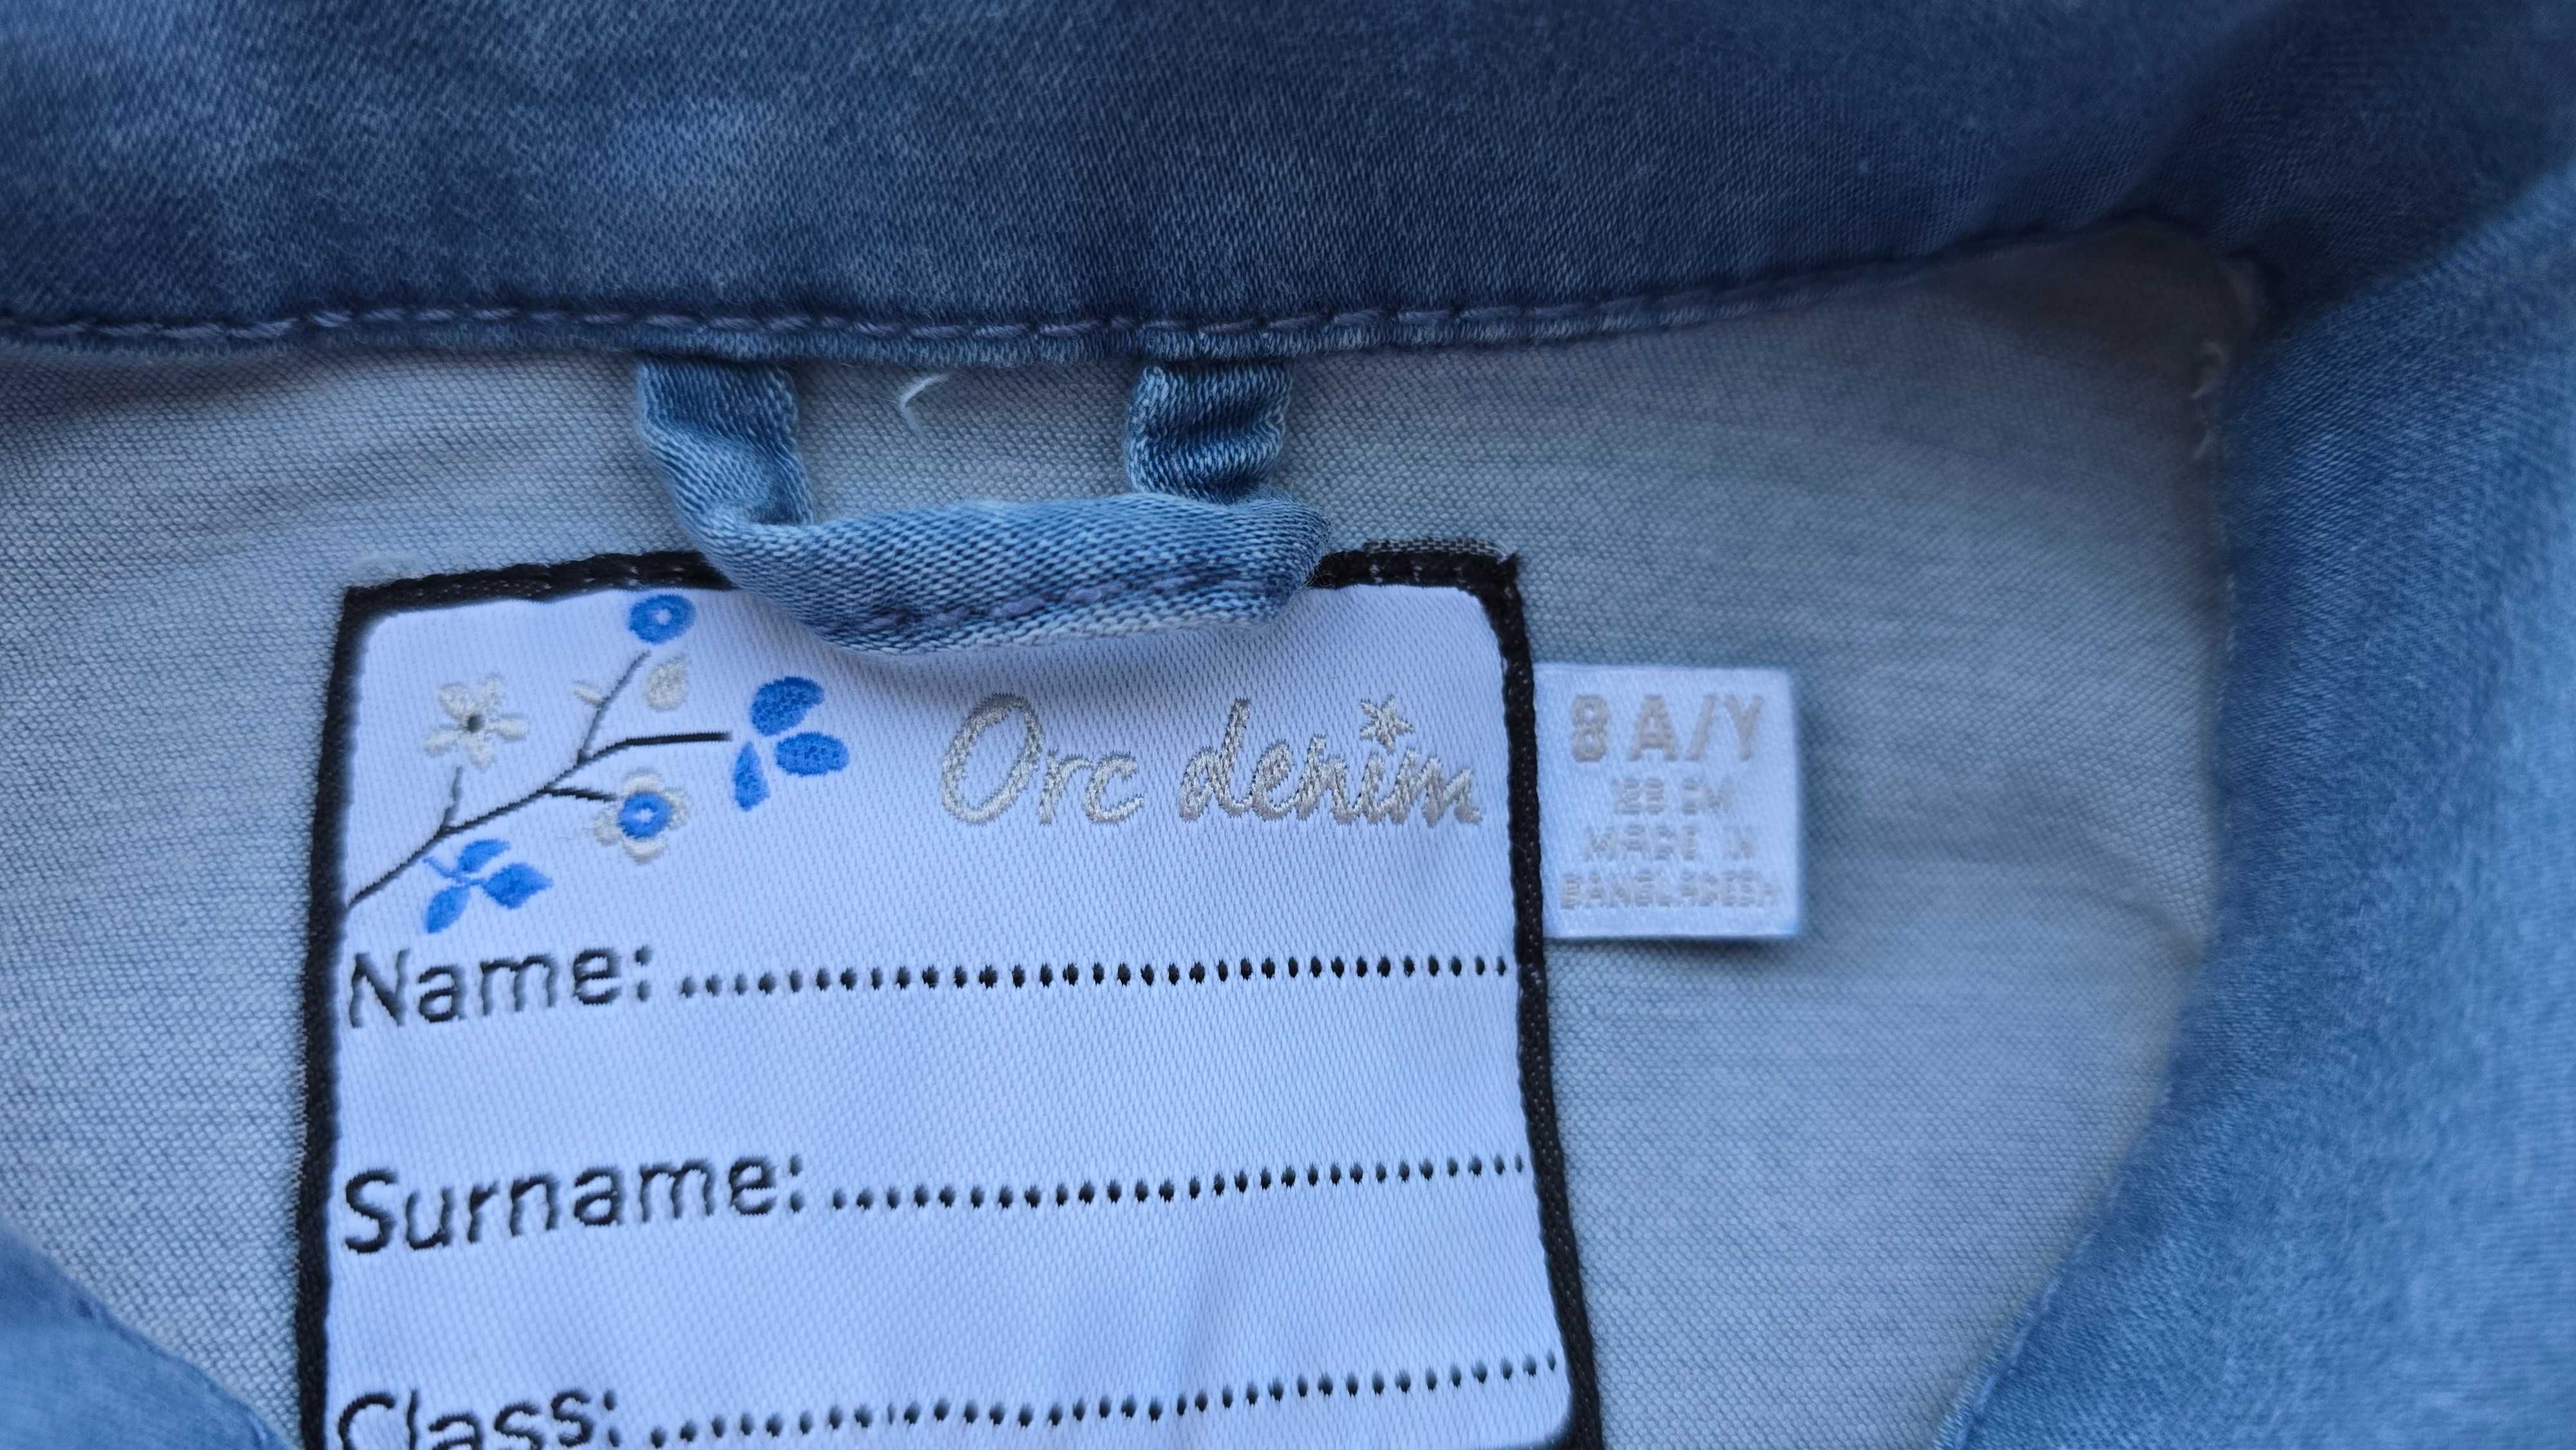 Orc denim
8 A/Y
128 CM
MADE IN
BANGLADESH
Name:
Surname:
Class: